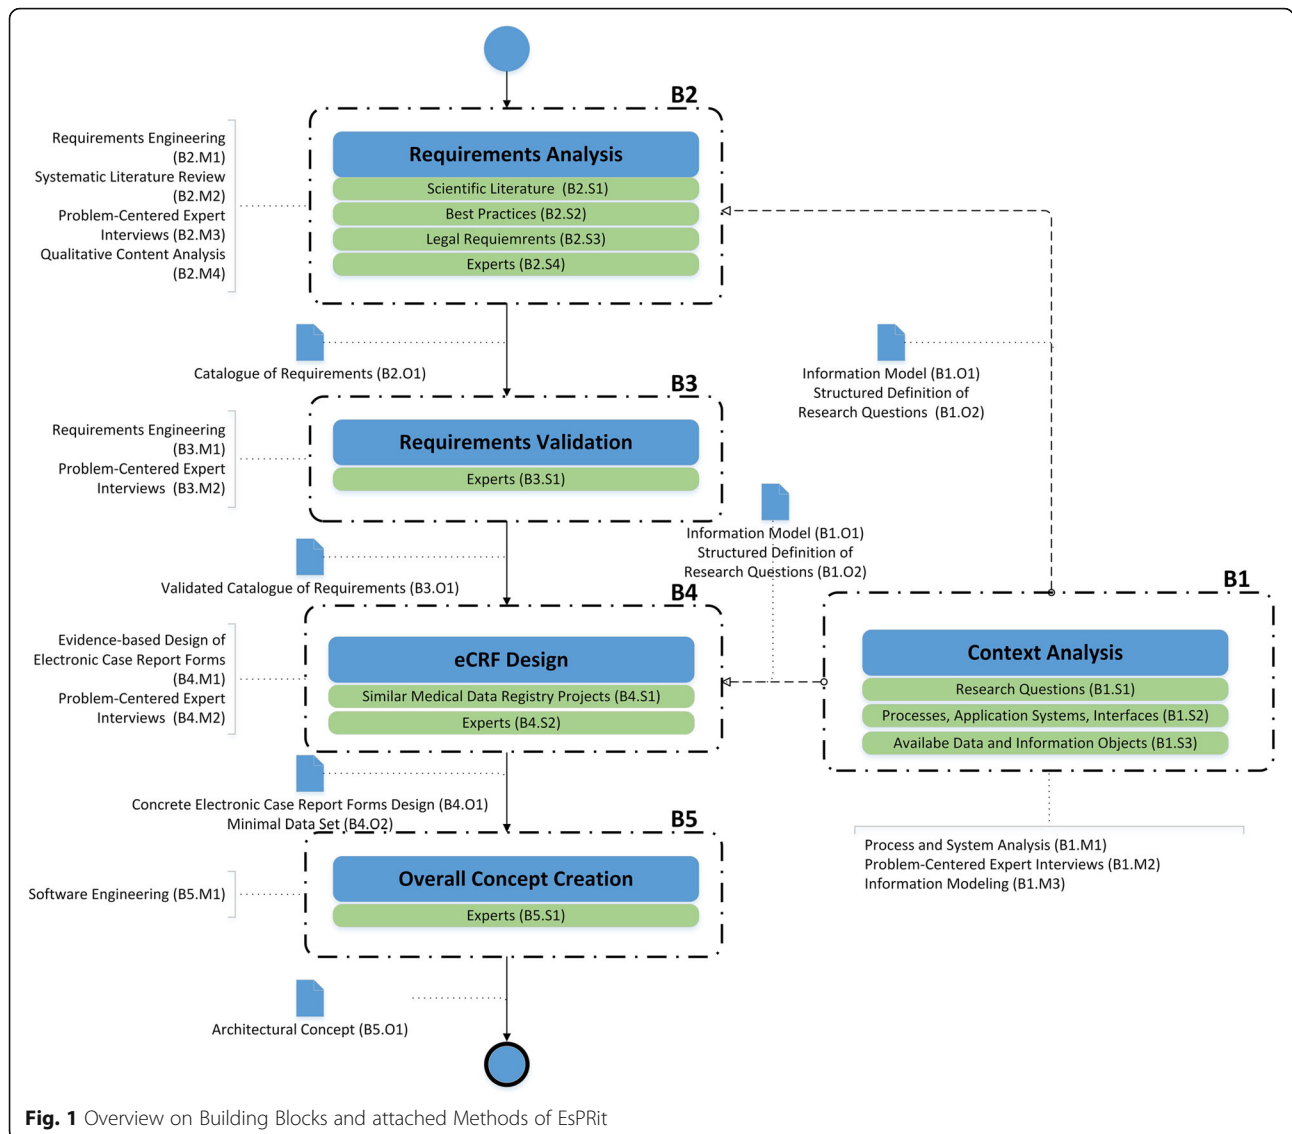 B2
Requirements Analysis
Scientific Literature (B2.S1)
Best Practices (B2.S2)
Legal Requiemrents (B2.S3)
Experts (B2.S4)
Requirements Engineering
(B2.M1)
Systematic Literature Review
(B2.M2)
Problem-Centered Expert
Interviews (B2.M3)
Qualitative Content Analysis
(B2.M4)
Catalogue of Requirements (B2.O1)
Information Model (B1.O1)
Structured Definition of
Research Questions (B1.O2)
B3
Requirements Validation
Experts (B3.S1)
Requirements Engineering
(B3.M1)
Problem-Centered Expert
Interviews (B3.M2)
Validated Catalogue of Requirements (B3.O1)
Information Model (B1.O1)
Structured Definition of
Research Questions (B1.O2)
B4
eCRF Design
Similar Medical Data Registry Projects (B4.S1)
Experts (B4.S2)
Evidence-based Design of
Electronic Case Report Forms
(B4.M1)
Problem-Centered Expert
Interviews (B4.M2)
B1
Context Analysis
Research Questions (B1.S1)
Processes, Application Systems, Interfaces (B1.S2)
Availabe Data and Information Objects (B1.S3)
Process and System Analysis (B1.M1)
Problem-Centered Expert Interviews (B1.M2)
Information Modeling (B1.M3)
Concrete Electronic Case Report Forms Design (B4.O1)
Minimal Data Set (B4.O2)
B5
Overall Concept Creation
Experts (B5.S1)
Software Engineering (B5.M1)
Architectural Concept (B5.O1)
Fig. 1 Overview on Building Blocks and attached Methods of EsPRit